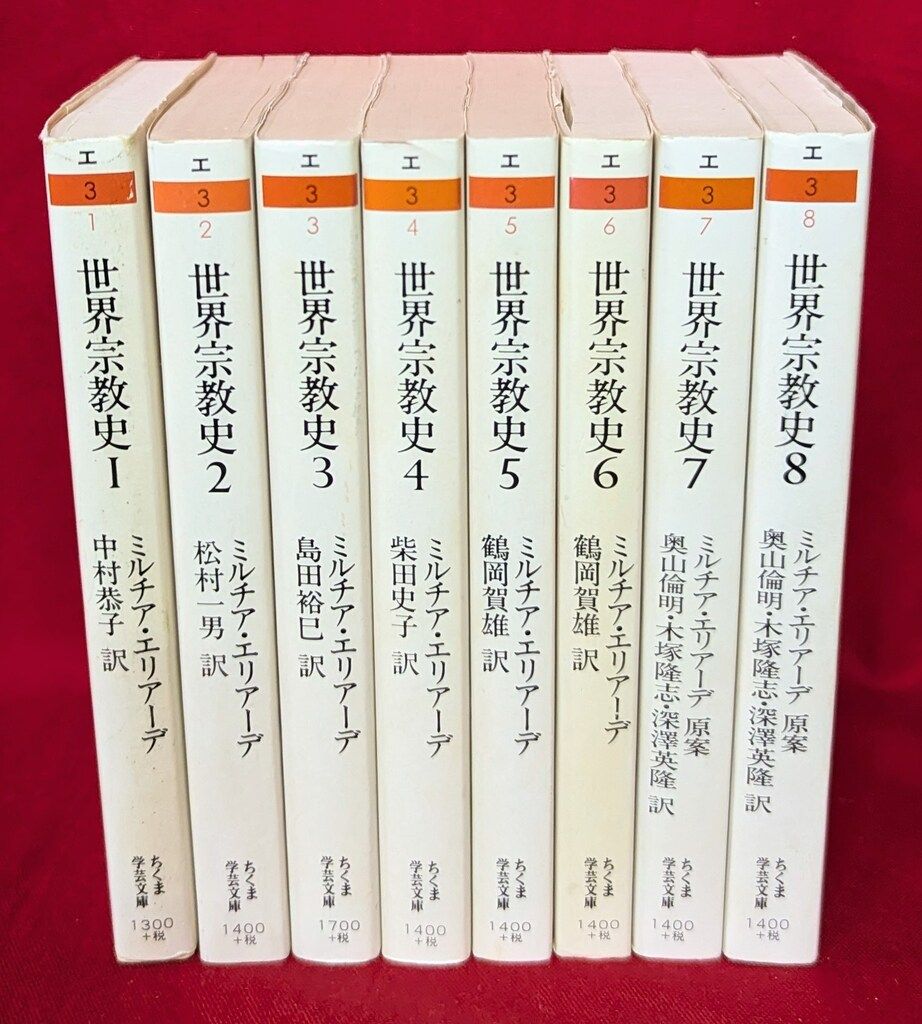 エ
3
1
世界宗教史1
ミルチア・エリアーデ
中村恭子 訳
ちくま
学芸文庫
1300
+税
エ
3
2
世界宗教史2
ミルチア・エリアーデ
松村一男 訳
ちくま
学芸文庫
1400
+税
エ
3
3
世界宗教史3
ミルチア・エリアーデ
島田裕巳 訳
ちくま
学芸文庫
1700
+税
エ
3
4
世界宗教史4
ミルチア・エリアーデ
柴田史子 訳
ちくま
学芸文庫
1400
+税
エ
3
5
世界宗教史5
ミルチア・エリアーデ
鶴岡賀雄 訳
ちくま
学芸文庫
1400
+税
エ
3
6
世界宗教史6
ミルチア・エリアーデ
鶴岡賀雄 訳
ちくま
学芸文庫
1400
+税
エ
3
7
世界宗教史7
ミルチア・エリアーデ 原案
奥山倫明・木塚隆志・深澤英隆 訳
ちくま
学芸文庫
1400
+税
エ
3
8
世界宗教史8
ミルチア・エリアーデ 原案
奥山倫明・木塚隆志・深澤英隆 訳
ちくま
学芸文庫
1400
+税